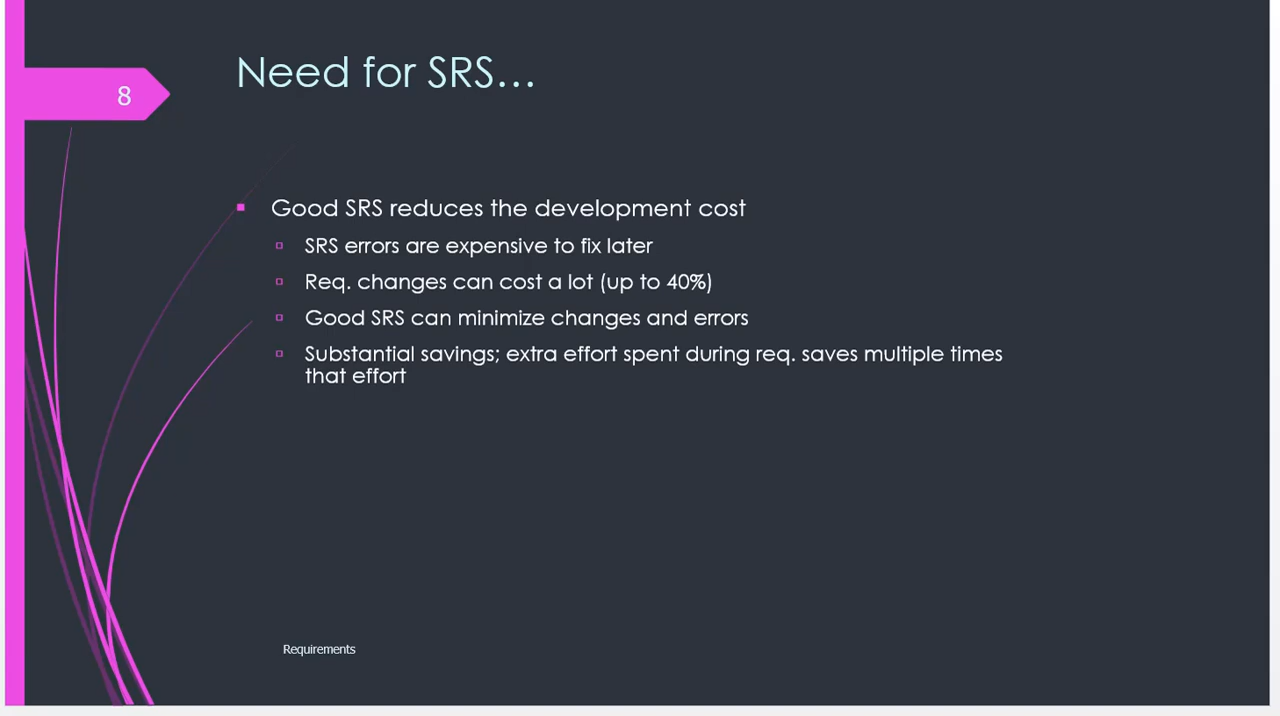 8
Need for SRS...
Good SRS reduces the development cost
SRS errors are expensive to fix later
Req. changes can cost a lot (up to 40%)
Good SRS can minimize changes and errors
Substantial savings; extra effort spent during req. saves multiple times
that effort
Requirements